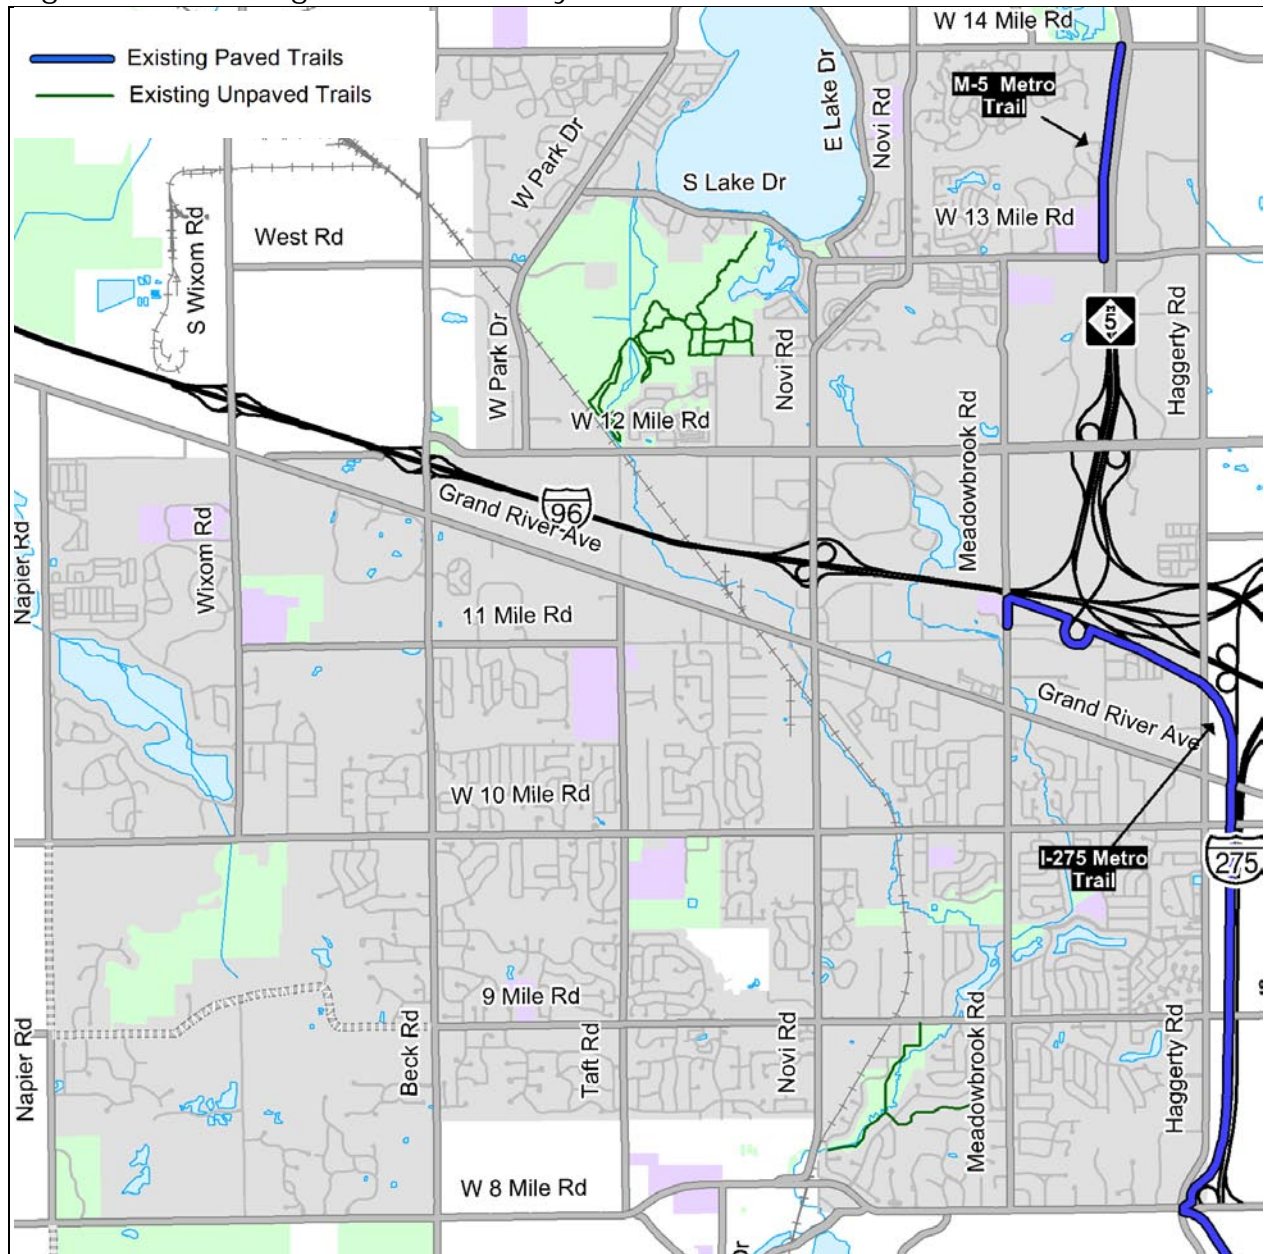 W 14 Mile Rd
Existing Paved Trails
Existing Unpaved Trails
M-5 Metro
Trail
E Lake Dr
Novi Rd
W Park Dr
S Lake Dr
W 13 Mile Rd
West Rd
S Wixom Rd
5
Haggerty Rd
W Park Dr
Novi Rd
W 12 Mile Rd
Meadowbrook Rd
Grand River Ave
96
Napier Rd
Wixom Rd
11 Mile Rd
Grand River Ave
W 10 Mile Rd
I-275 Metro
Trail
275
9 Mile Rd
Napier Rd
Beck Rd
Taft Rd
Novi Rd
Meadowbrook Rd
Haggerty Rd
W 8 Mile Rd
Dr